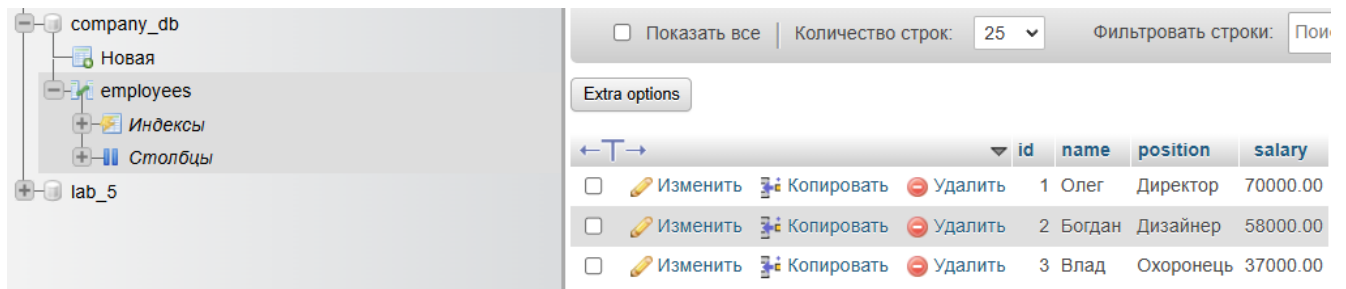 company_db
Новая
employees
Индексы
Столбцы
lab_5
Показать все Количество строк: 25 Фильтровать строки: Пои
Extra options
id name position salary
Изменить Копировать Удалить 1 Олег Директор 70000.00
Изменить Копировать Удалить 2 Богдан Дизайнер 58000.00
Изменить Копировать Удалить 3 Влад Охоронець 37000.00